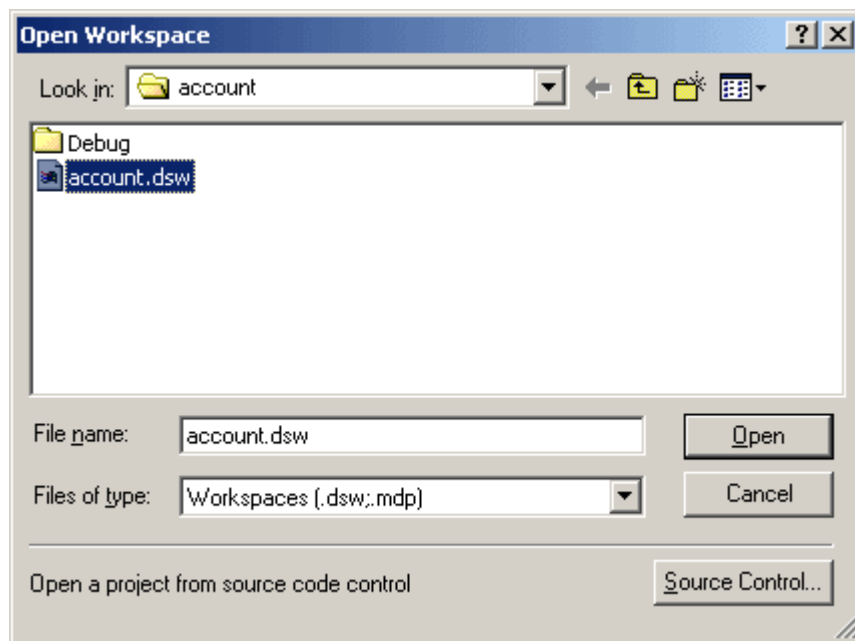 Open Workspace
Look in: account
Debug
account.dsw
File name: account.dsw Open
Files of type: Workspaces (.dsw;.mdp) Cancel
Open a project from source code control Source Control...